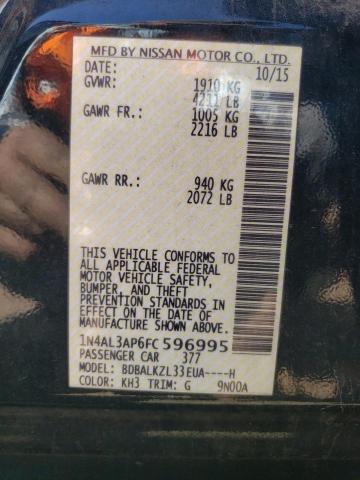 MFD BY NISSAN MOTOR CO., LTD.
DATE: 10/15
GVWR: 1910 KG
4211 LB
GAWR FR: 1005 KG
2216 LB
GAWR RR: 940 KG
2072 LB
THIS VEHICLE CONFORMS TO
ALL APPLICABLE FEDERAL
MOTOR VEHICLE SAFETY,
BUMPER, AND THEFT
PREVENTION STANDARDS IN
EFFECT ON THE DATE OF
MANUFACTURE SHOWN ABOVE.
1N4AL3AP6FC596995
PASSENGER CAR 377
MODEL: BDBALKZL33EUA----H
COLOR: KH3 TRIM: G 9N00A